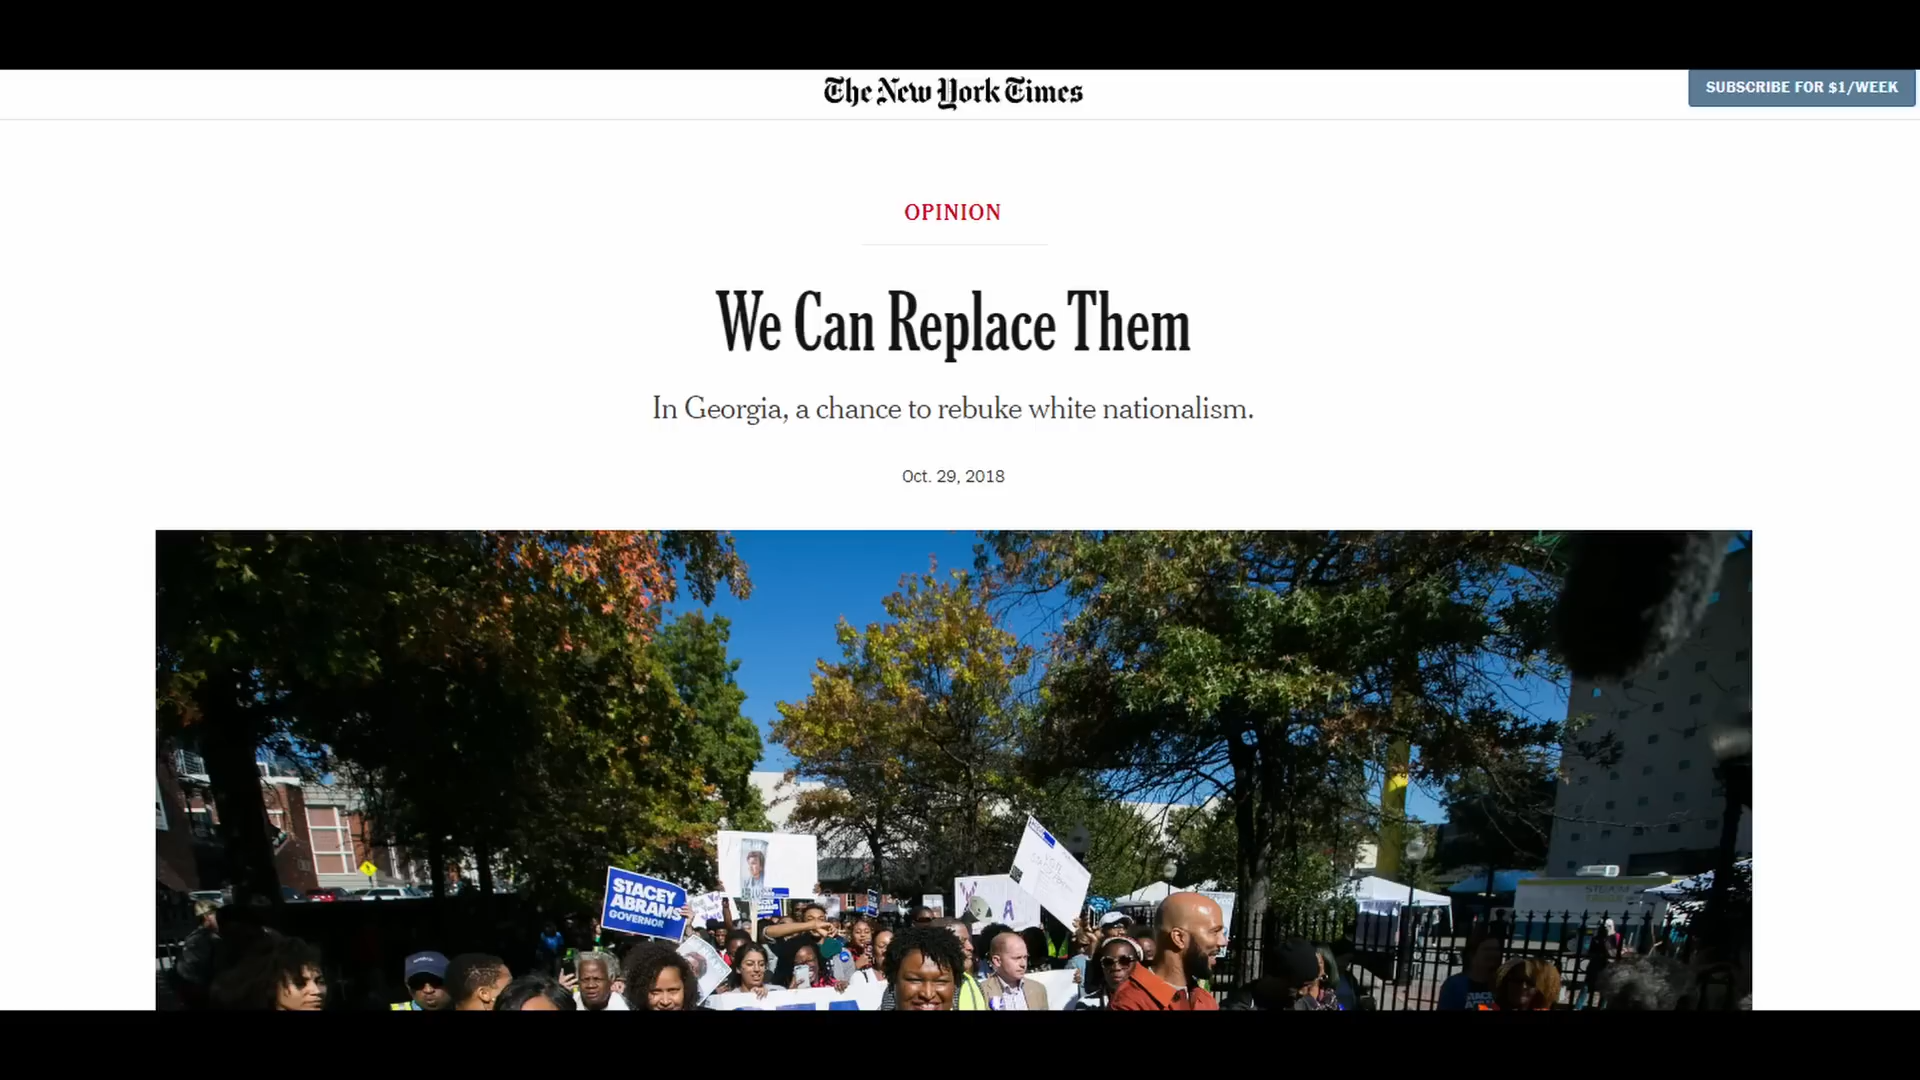 The New York Times
SUBSCRIBE FOR $1/WEEK
OPINION
We Can Replace Them
In Georgia, a chance to rebuke white nationalism.
Oct. 29, 2018
STACEY
ABRAMS
GOVERNOR